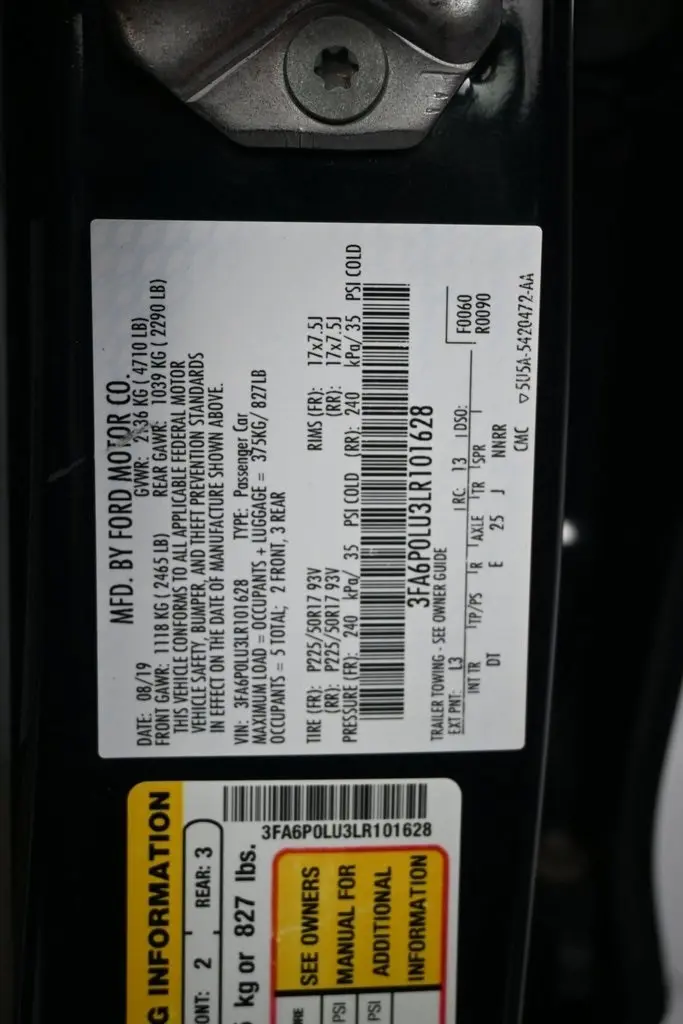 MFD. BY FORD MOTOR CO.
DATE: 08/19 GVWR: 2136 KG ( 4710 LB)
FRONT GAWR: 1118 KG ( 2465 LB) REAR GAWR: 1039 KG ( 2290 LB)
THIS VEHICLE CONFORMS TO ALL APPLICABLE FEDERAL MOTOR
VEHICLE SAFETY, BUMPER, AND THEFT PREVENTION STANDARDS
IN EFFECT ON THE DATE OF MANUFACTURE SHOWN ABOVE.
VIN: 3FA6P0LU3LR101628 TYPE: Passenger Car
MAXIMUM LOAD = OCCUPANTS + LUGGAGE = 375KG/ 827LB
OCCUPANTS = 5 TOTAL; 2 FRONT, 3 REAR
TIRE (FR): P225/50R17 93V RIMS (FR): 17x7.5J
(RR): P225/50R17 93V (RR): 17x7.5J
PRESSURE (FR): 240 kPa/ 35 PSI COLD (RR): 240 kPa/ 35 PSI COLD
3FA6P0LU3LR101628
TRAILER TOWING - SEE OWNER GUIDE
EXT PNT: L3 RC: 13 DSO: F0060
R0090
INT TR TP/PS R AXLE TR SPR
DT E 25 J NNRR
CMC ▽5U5A-5420472-AA
G INFORMATION
ONT: 2 REAR: 3
3FA6P0LU3LR101628
kg or 827 lbs.
SEE OWNERS
MANUAL FOR
ADDITIONAL
INFORMATION
PSI
PSI